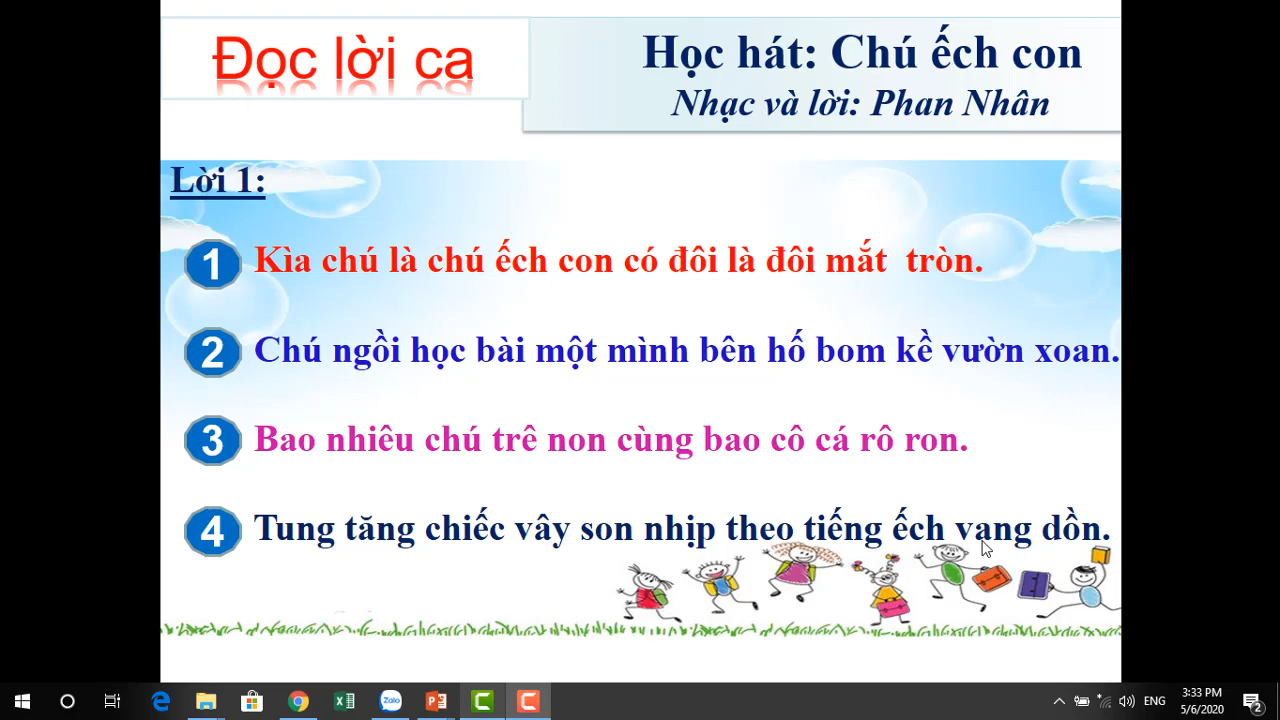 Đọc lời ca
Học hát: Chú ếch con
Nhạc và lời: Phan Nhân
Lời 1:
1 Kìa chú là chú ếch con có đôi là đôi mắt tròn.
2 Chú ngồi học bài một mình bên hố bom kề vườn xoan.
3 Bao nhiêu chú trê non cùng bao cô cá rô ron.
4 Tung tăng chiếc vây son nhịp theo tiếng ếch vang dồn.
Zalo
ENG
3:33 PM
5/6/2020
2